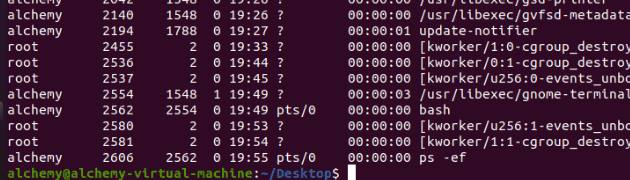 alchemy 2042 1548 0 19:26 ? 00:00:00 /usr/libexec/gsd-printer
alchemy 2140 1548 0 19:26 ? 00:00:00 /usr/libexec/gvfsd-metadata
alchemy 2194 1788 0 19:27 ? 00:00:01 update-notifier
root 2455 2 0 19:33 ? 00:00:00 [kworker/1:0-cgroup_destroy
root 2536 2 0 19:44 ? 00:00:00 [kworker/0:1-cgroup_destroy
root 2537 2 0 19:45 ? 00:00:00 [kworker/u256:0-events_unbo
alchemy 2554 1548 1 19:49 ? 00:00:03 /usr/libexec/gnome-terminal
alchemy 2562 2554 0 19:49 pts/0 00:00:00 bash
root 2580 2 0 19:53 ? 00:00:00 [kworker/u256:1-events_unbo
root 2581 2 0 19:54 ? 00:00:00 [kworker/1:1-cgroup_destroy
alchemy 2606 2562 0 19:55 pts/0 00:00:00 ps -ef
alchemy@alchemy-virtual-machine:~/Desktop$